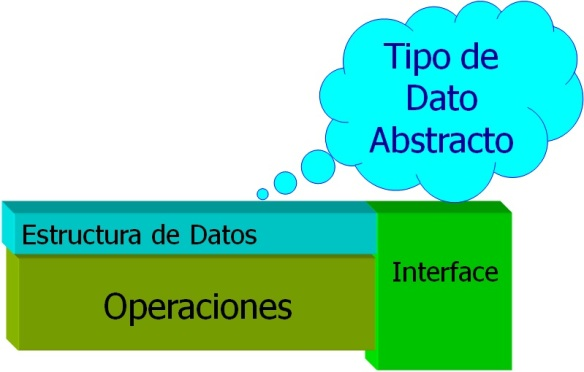 Tipo de
Dato
Abstracto
Estructura de Datos
Operaciones
Interface